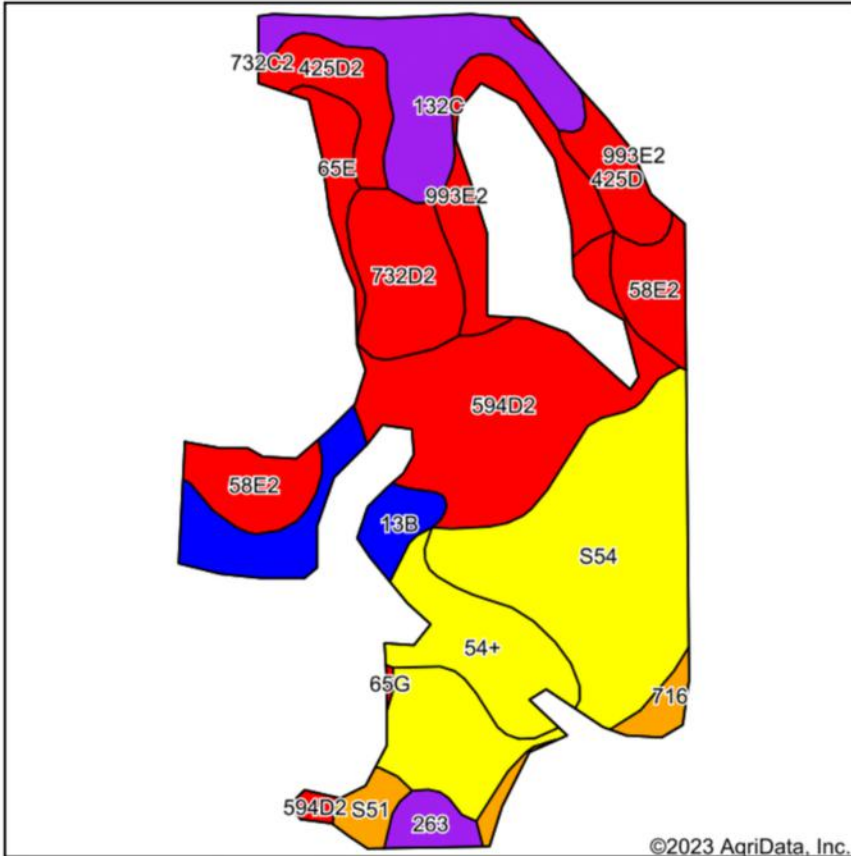 732C2
425D2
132C
65E
993E2
425D
993E2
732D2
58E2
594D2
58E2
13B
S54
54+
65G
716
594D2
S51
263
©2023 AgriData, Inc.